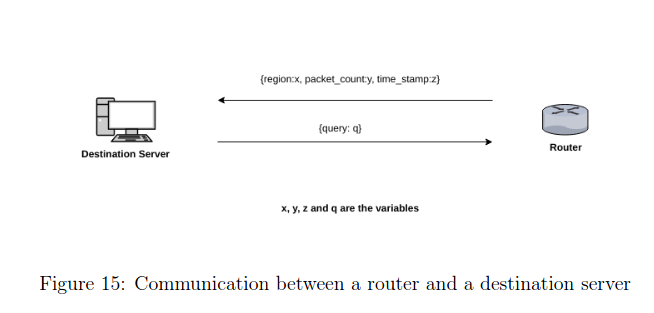 {region:x, packet_count:y, time_stamp:z}
{query: q}
Destination Server
Router
x, y, z and q are the variables
Figure 15: Communication between a router and a destination server